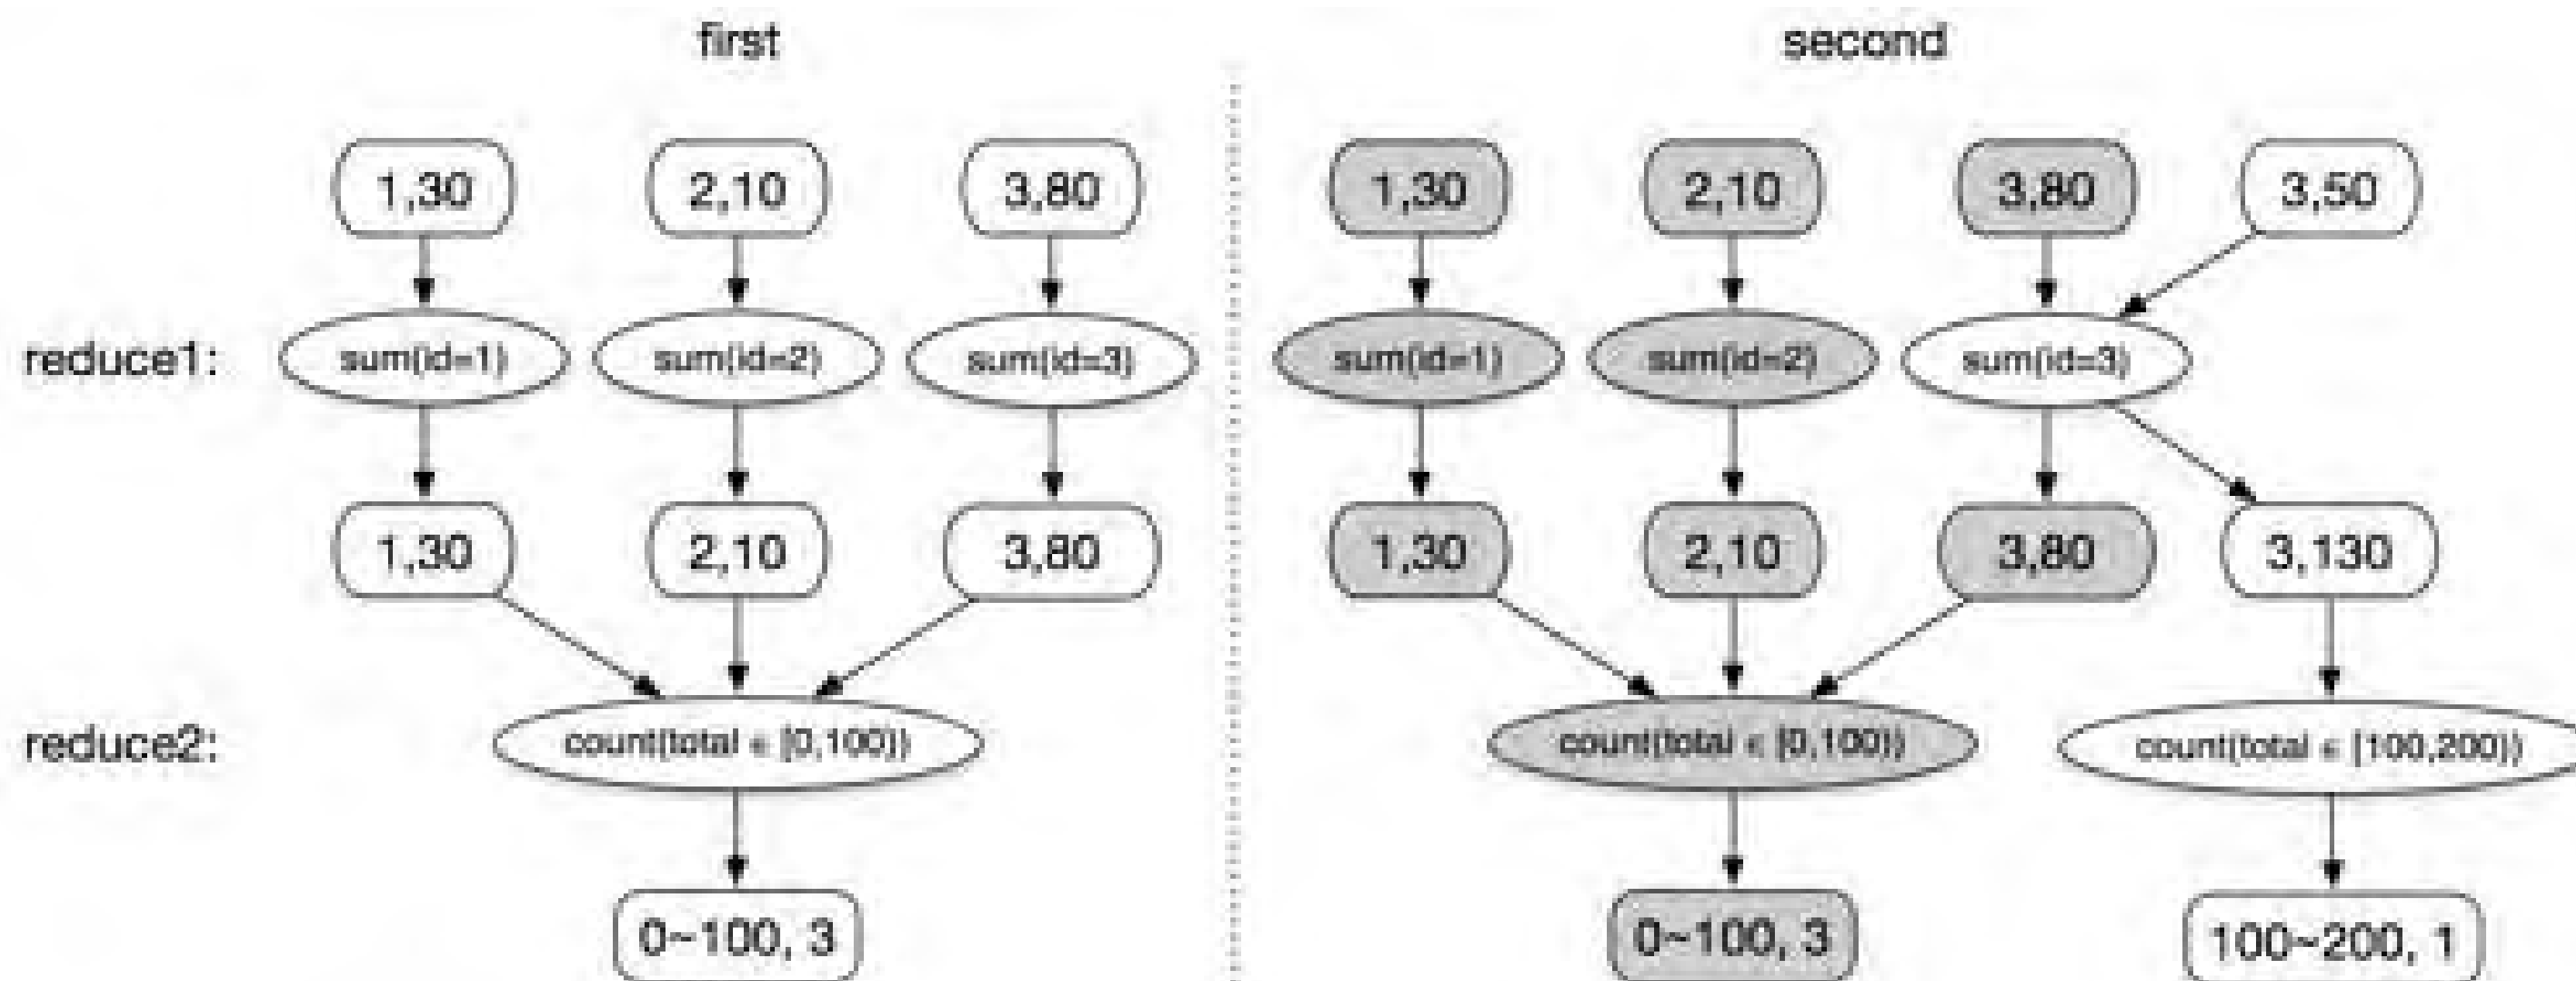 first second
1,30 2,10 3,80 1,30 2,10 3,80 3,50
reduce1: sum(id=1) sum(id=2) sum(id=3) sum(id=1) sum(id=2) sum(id=3)
1,30 2,10 3,80 1,30 2,10 3,80 3,130
reduce2: count(total ∈ [0,100)) count(total ∈ [0,100)) count(total ∈ [100,200))
0~100, 3 0~100, 3 100~200, 1